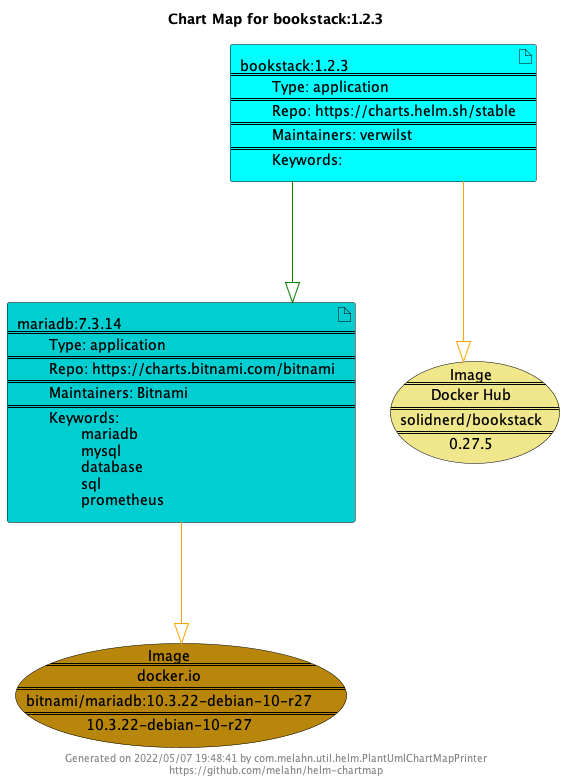 Chart Map for bookstack:1.2.3
bookstack:1.2.3
Type: application
Repo: https://charts.helm.sh/stable
Maintainers: verwilst
Keywords:
mariadb:7.3.14
Type: application
Repo: https://charts.bitnami.com/bitnami
Maintainers: Bitnami
Keywords:
mariadb
mysql
database
sql
prometheus
Image
Docker Hub
solidnerd/bookstack
0.27.5
Image
docker.io
bitnami/mariadb:10.3.22-debian-10-r27
10.3.22-debian-10-r27
Generated on 2022/05/07 19:48:41 by com.melahn.util.helm.PlantUmlChartMapPrinter
https://github.com/melahn/helm-chartmap